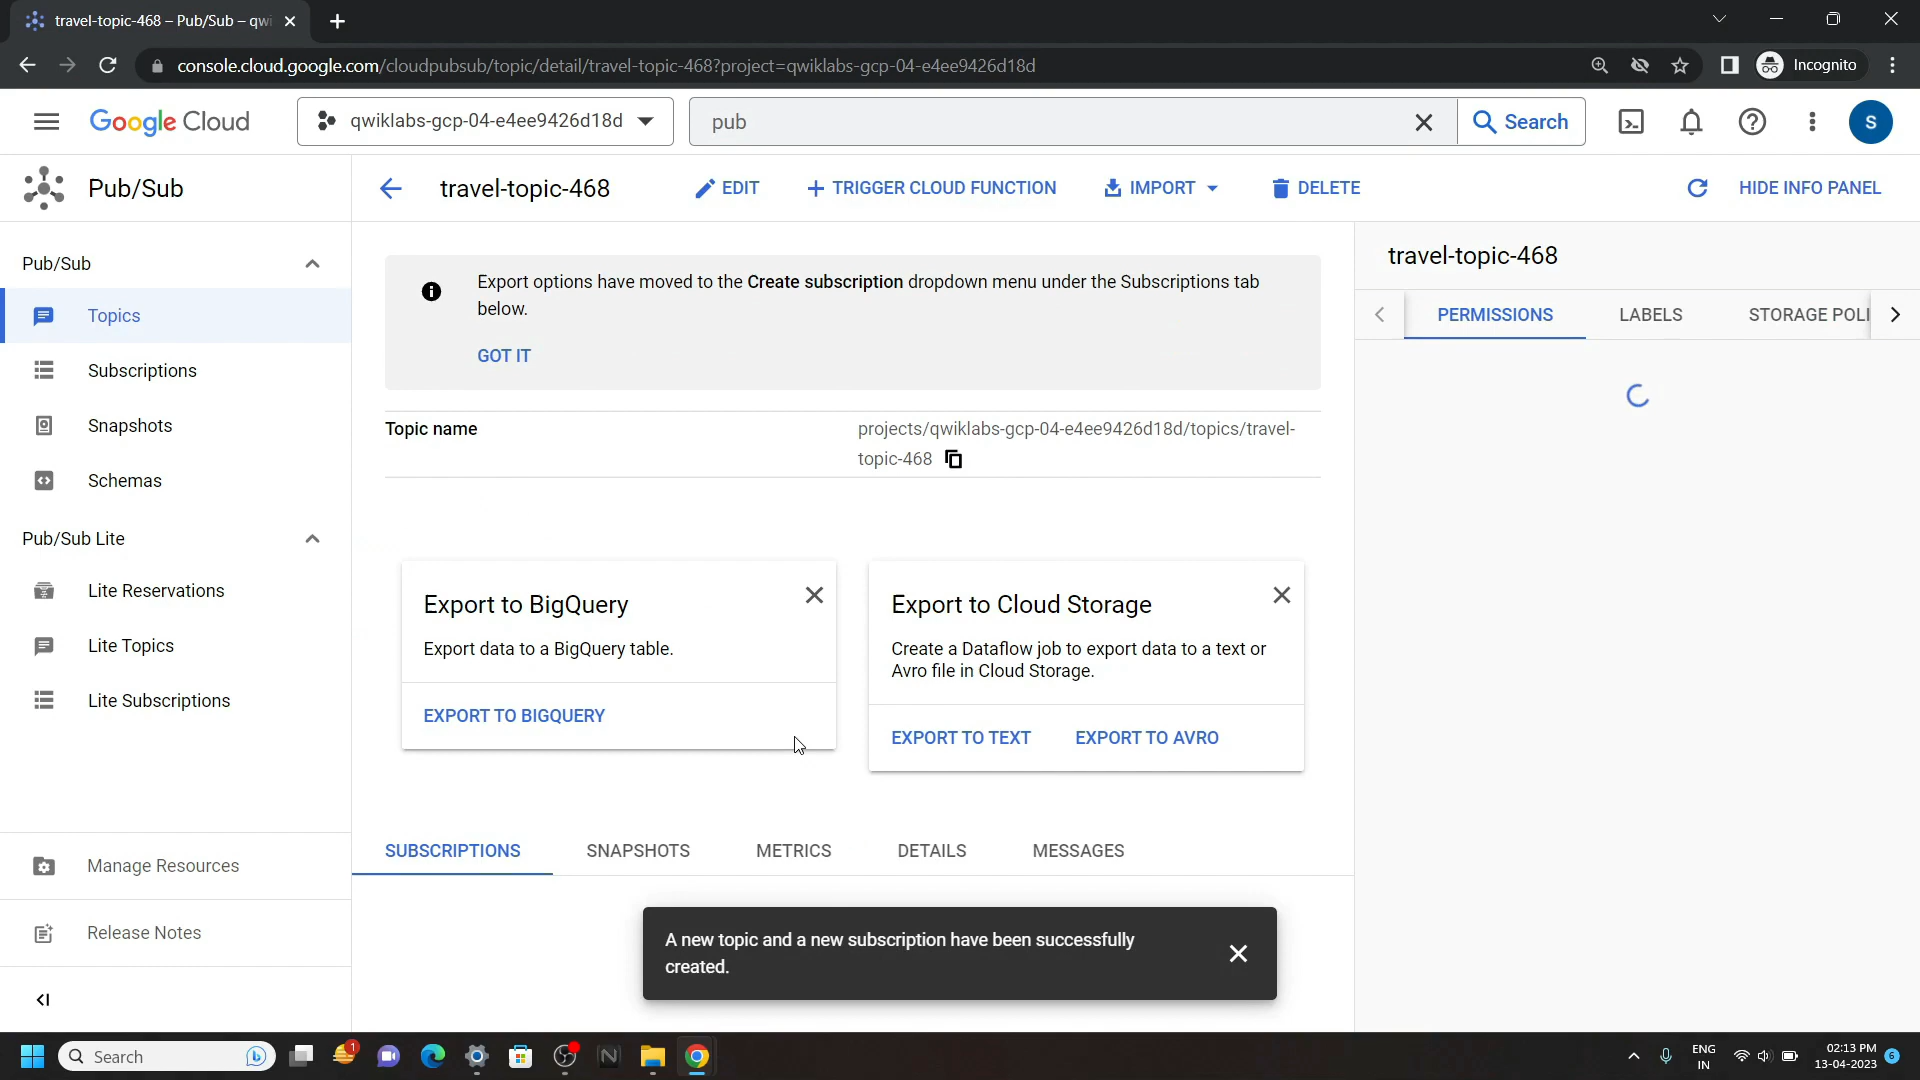 travel-topic-468 – Pub/Sub – qwi
console.cloud.google.com/cloudpubsub/topic/detail/travel-topic-468?project=qwiklabs-gcp-04-e4ee9426d18d
Incognito
Google Cloud
qwiklabs-gcp-04-e4ee9426d18d
pub
Search
S
Pub/Sub
travel-topic-468
EDIT
TRIGGER CLOUD FUNCTION
IMPORT
DELETE
HIDE INFO PANEL
Pub/Sub
Topics
Subscriptions
Snapshots
Schemas
Pub/Sub Lite
Lite Reservations
Lite Topics
Lite Subscriptions
Manage Resources
Release Notes
Export options have moved to the Create subscription dropdown menu under the Subscriptions tab
below.
GOT IT
Topic name
projects/qwiklabs-gcp-04-e4ee9426d18d/topics/travel-
topic-468
Export to BigQuery
Export data to a BigQuery table.
EXPORT TO BIGQUERY
Export to Cloud Storage
Create a Dataflow job to export data to a text or
Avro file in Cloud Storage.
EXPORT TO TEXT
EXPORT TO AVRO
SUBSCRIPTIONS
SNAPSHOTS
METRICS
DETAILS
MESSAGES
A new topic and a new subscription have been successfully
created.
travel-topic-468
PERMISSIONS
LABELS
STORAGE POLI
Search
1
ENG
IN
02:13 PM
13-04-2023
6